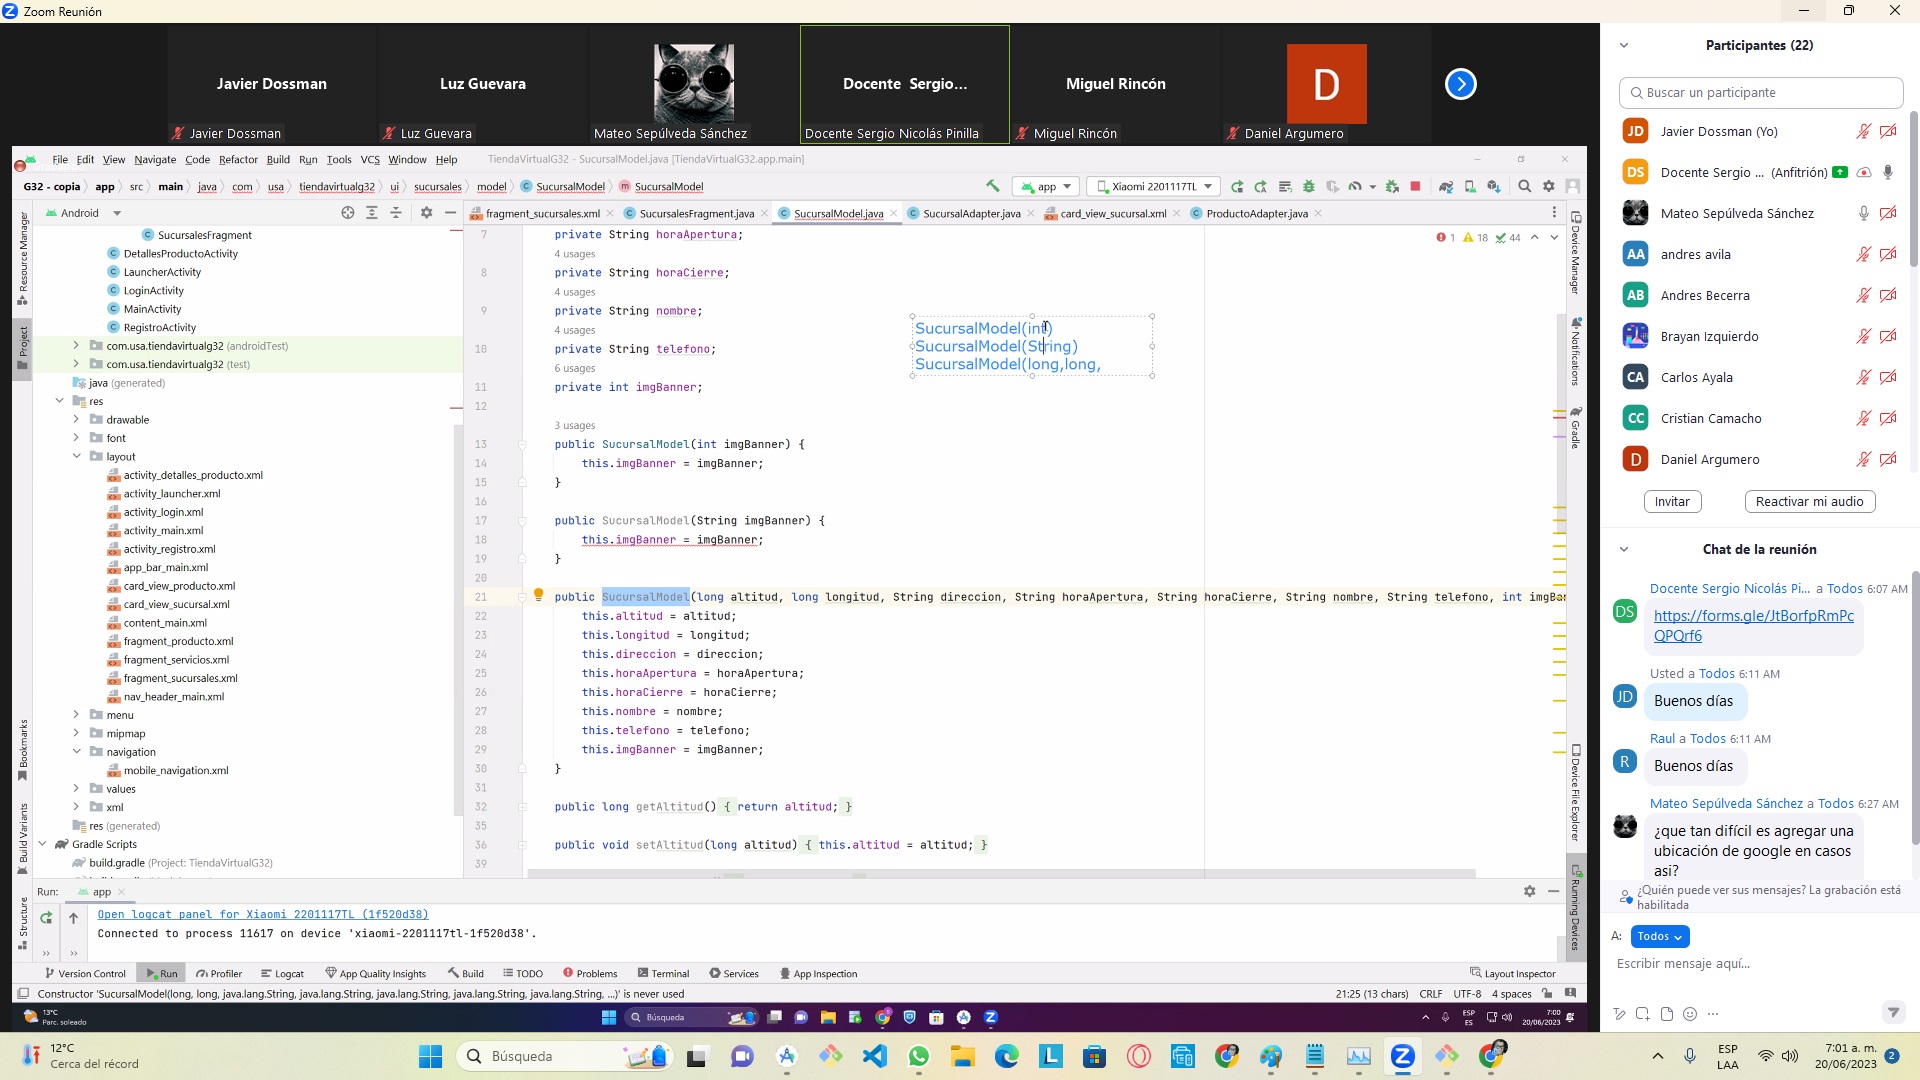 Zoom Reunión
Javier Dossman
Luz Guevara
Docente Sergio...
Miguel Rincón
D
Javier Dossman
Luz Guevara
Mateo Sepúlveda Sánchez
Docente Sergio Nicolás Pinilla
Miguel Rincón
Daniel Argumero
File Edit View Navigate Code Refactor Build Run Tools VCS Window Help
TiendaVirtualG32 - SucursalModel.java [TiendaVirtualG32.app.main]
G32 - copia app src main java com usa tiendavirtualg32 ui sucursales model SucursalModel SucursalModel
app
Xiaomi 2201117TL
Android
fragment_sucursales.xml
SucursalesFragment.java
SucursalModel.java
SucursalAdapter.java
card_view_sucursal.xml
ProductoAdapter.java
Resource Manager
Project
Bookmarks
Build Variants
Structure
SucursalesFragment
DetallesProductoActivity
LauncherActivity
LoginActivity
MainActivity
RegistroActivity
com.usa.tiendavirtualg32 (androidTest)
com.usa.tiendavirtualg32 (test)
java (generated)
res
drawable
font
layout
activity_detalles_producto.xml
activity_launcher.xml
activity_login.xml
activity_main.xml
activity_registro.xml
app_bar_main.xml
card_view_producto.xml
card_view_sucursal.xml
content_main.xml
fragment_producto.xml
fragment_servicios.xml
fragment_sucursales.xml
nav_header_main.xml
menu
mipmap
navigation
mobile_navigation.xml
values
xml
res (generated)
Gradle Scripts
build.gradle (Project: TiendaVirtualG32)
1 18 44
7 private String horaApertura;
4 usages
8 private String horaCierre;
4 usages
9 private String nombre;
4 usages
10 private String telefono;
6 usages
11 private int imgBanner;
12
3 usages
13 public SucursalModel(int imgBanner) {
14 this.imgBanner = imgBanner;
15 }
16
17 public SucursalModel(String imgBanner) {
18 this.imgBanner = imgBanner;
19 }
20
21 public SucursalModel(long altitud, long longitud, String direccion, String horaApertura, String horaCierre, String nombre, String telefono, int imgBan
22 this.altitud = altitud;
23 this.longitud = longitud;
24 this.direccion = direccion;
25 this.horaApertura = horaApertura;
26 this.horaCierre = horaCierre;
27 this.nombre = nombre;
28 this.telefono = telefono;
29 this.imgBanner = imgBanner;
30 }
31
32 public long getAltitud() { return altitud; }
35
36 public void setAltitud(long altitud) { this.altitud = altitud; }
39
SucursalModel(int)
SucursalModel(String)
SucursalModel(long,long,
Device Manager
Notifications
Gradle
Device File Explorer
Running Devices
Run: app
Open logcat panel for Xiaomi 2201117TL (1f520d38)
Connected to process 11617 on device 'xiaomi-2201117tl-1f520d38'.
Version Control Run Profiler Logcat App Quality Insights Build TODO Problems Terminal Services App Inspection Layout Inspector
Constructor 'SucursalModel(long, long, java.lang.String, java.lang.String, java.lang.String, java.lang.String, java.lang.String, ...)' is never used
21:25 (13 chars) CRLF UTF-8 4 spaces
13°C
Parc. soleado
Búsqueda
ESP
ES
7:00
20/06/2023
Participantes (22)
Buscar un participante
JD Javier Dossman (Yo)
DS Docente Sergio ... (Anfitrión)
Mateo Sepúlveda Sánchez
AA andres avila
AB Andres Becerra
Brayan Izquierdo
CA Carlos Ayala
CC Cristian Camacho
D Daniel Argumero
Invitar
Reactivar mi audio
Chat de la reunión
Docente Sergio Nicolás Pi... a Todos 6:07 AM
DS
https://forms.gle/JtBorfpRmPc
QPQrf6
Usted a Todos 6:11 AM
JD
Buenos días
Raul a Todos 6:11 AM
R
Buenos días
Mateo Sepúlveda Sánchez a Todos 6:27 AM
¿que tan difícil es agregar una
ubicación de google en casos
asi?
¿Quién puede ver sus mensajes? La grabación está
habilitada
A: Todos
Escribir mensaje aquí...
12°C
Cerca del récord
Búsqueda
ESP
LAA
7:01 a. m.
20/06/2023
2